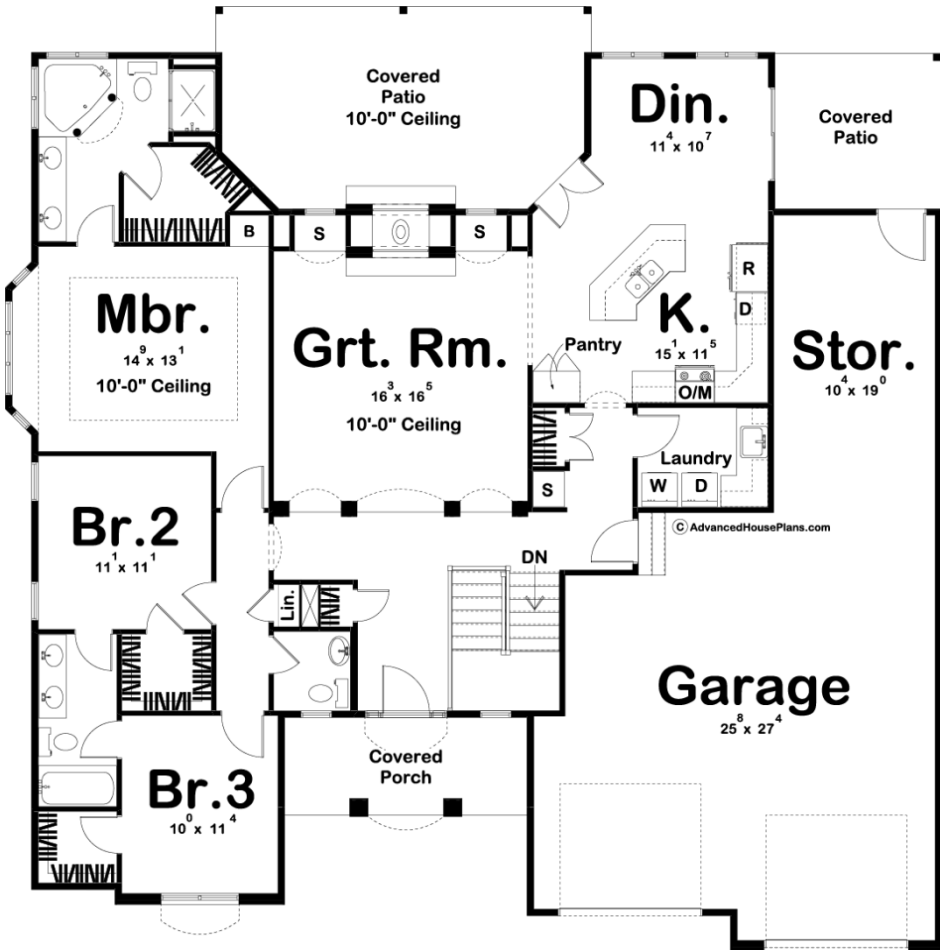 Covered
Patio
10'-0" Ceiling
Din.
11⁴ x 10⁷
Covered
Patio
B
S
S
R
D
Mbr.
14⁹ x 13¹
10'-0" Ceiling
Grt. Rm.
16³ x 16⁵
10'-0" Ceiling
K.
15¹ x 11⁵
Pantry
O/M
Stor.
10⁴ x 19⁰
Laundry
W
D
S
© AdvancedHousePlans.com
Br.2
11¹ x 11¹
DN
Lin.
Garage
25⁸ x 27⁴
Covered
Porch
Br.3
10⁰ x 11⁴